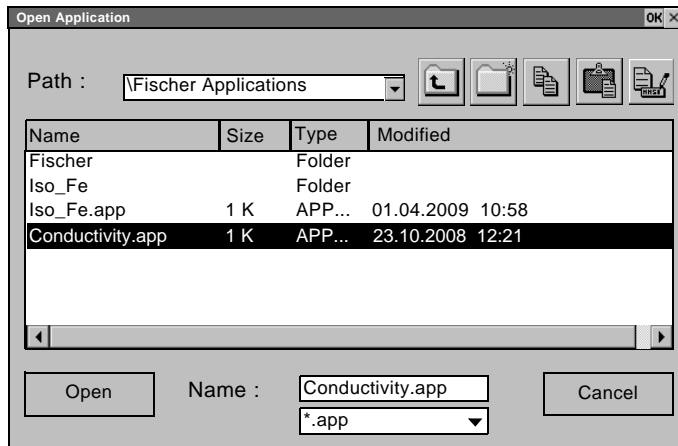 Open Application OK ×
Path : \Fischer Applications
Name Size Type Modified
Fischer Folder
Iso_Fe Folder
Iso_Fe.app 1 K APP... 01.04.2009 10:58
Conductivity.app 1 K APP... 23.10.2008 12:21
Open Name : Conductivity.app Cancel
*.app